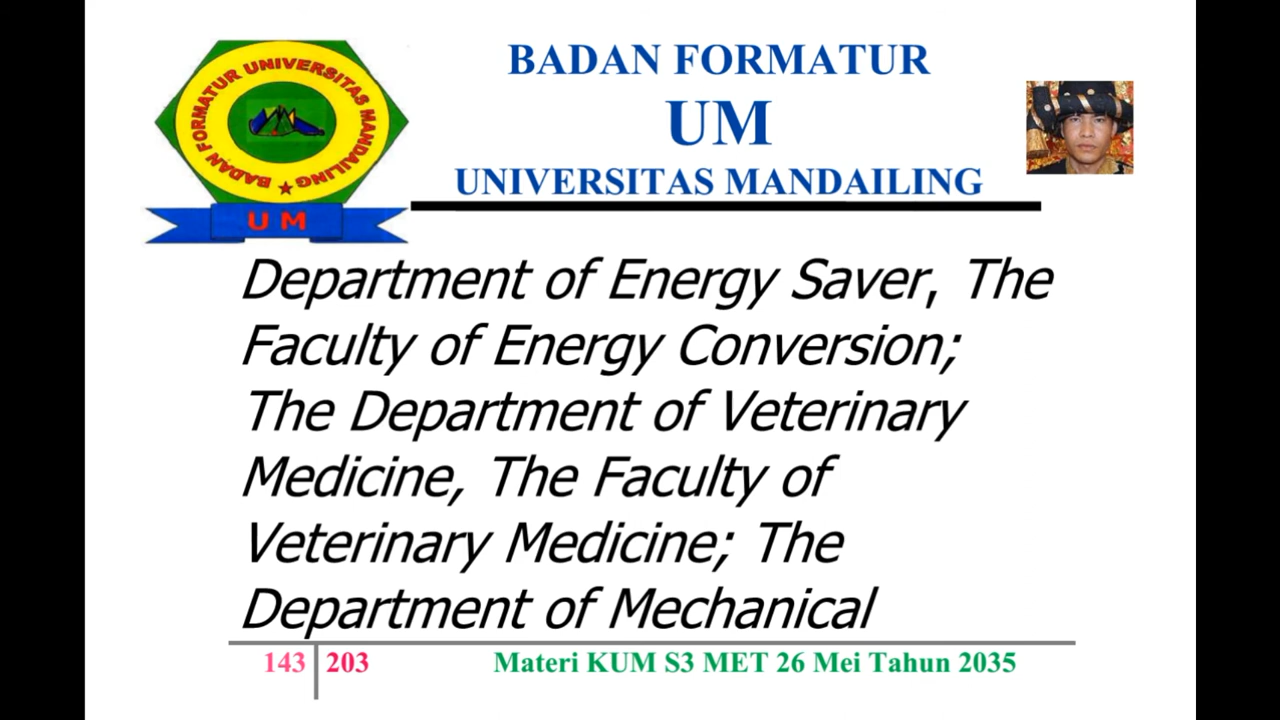 BADAN FORMATUR UNIVERSITAS MANDAILING
U M
BADAN FORMATUR
UM
UNIVERSITAS MANDAILING
Department of Energy Saver, The
Faculty of Energy Conversion;
The Department of Veterinary
Medicine, The Faculty of
Veterinary Medicine; The
Department of Mechanical
143 203 Materi KUM S3 MET 26 Mei Tahun 2035